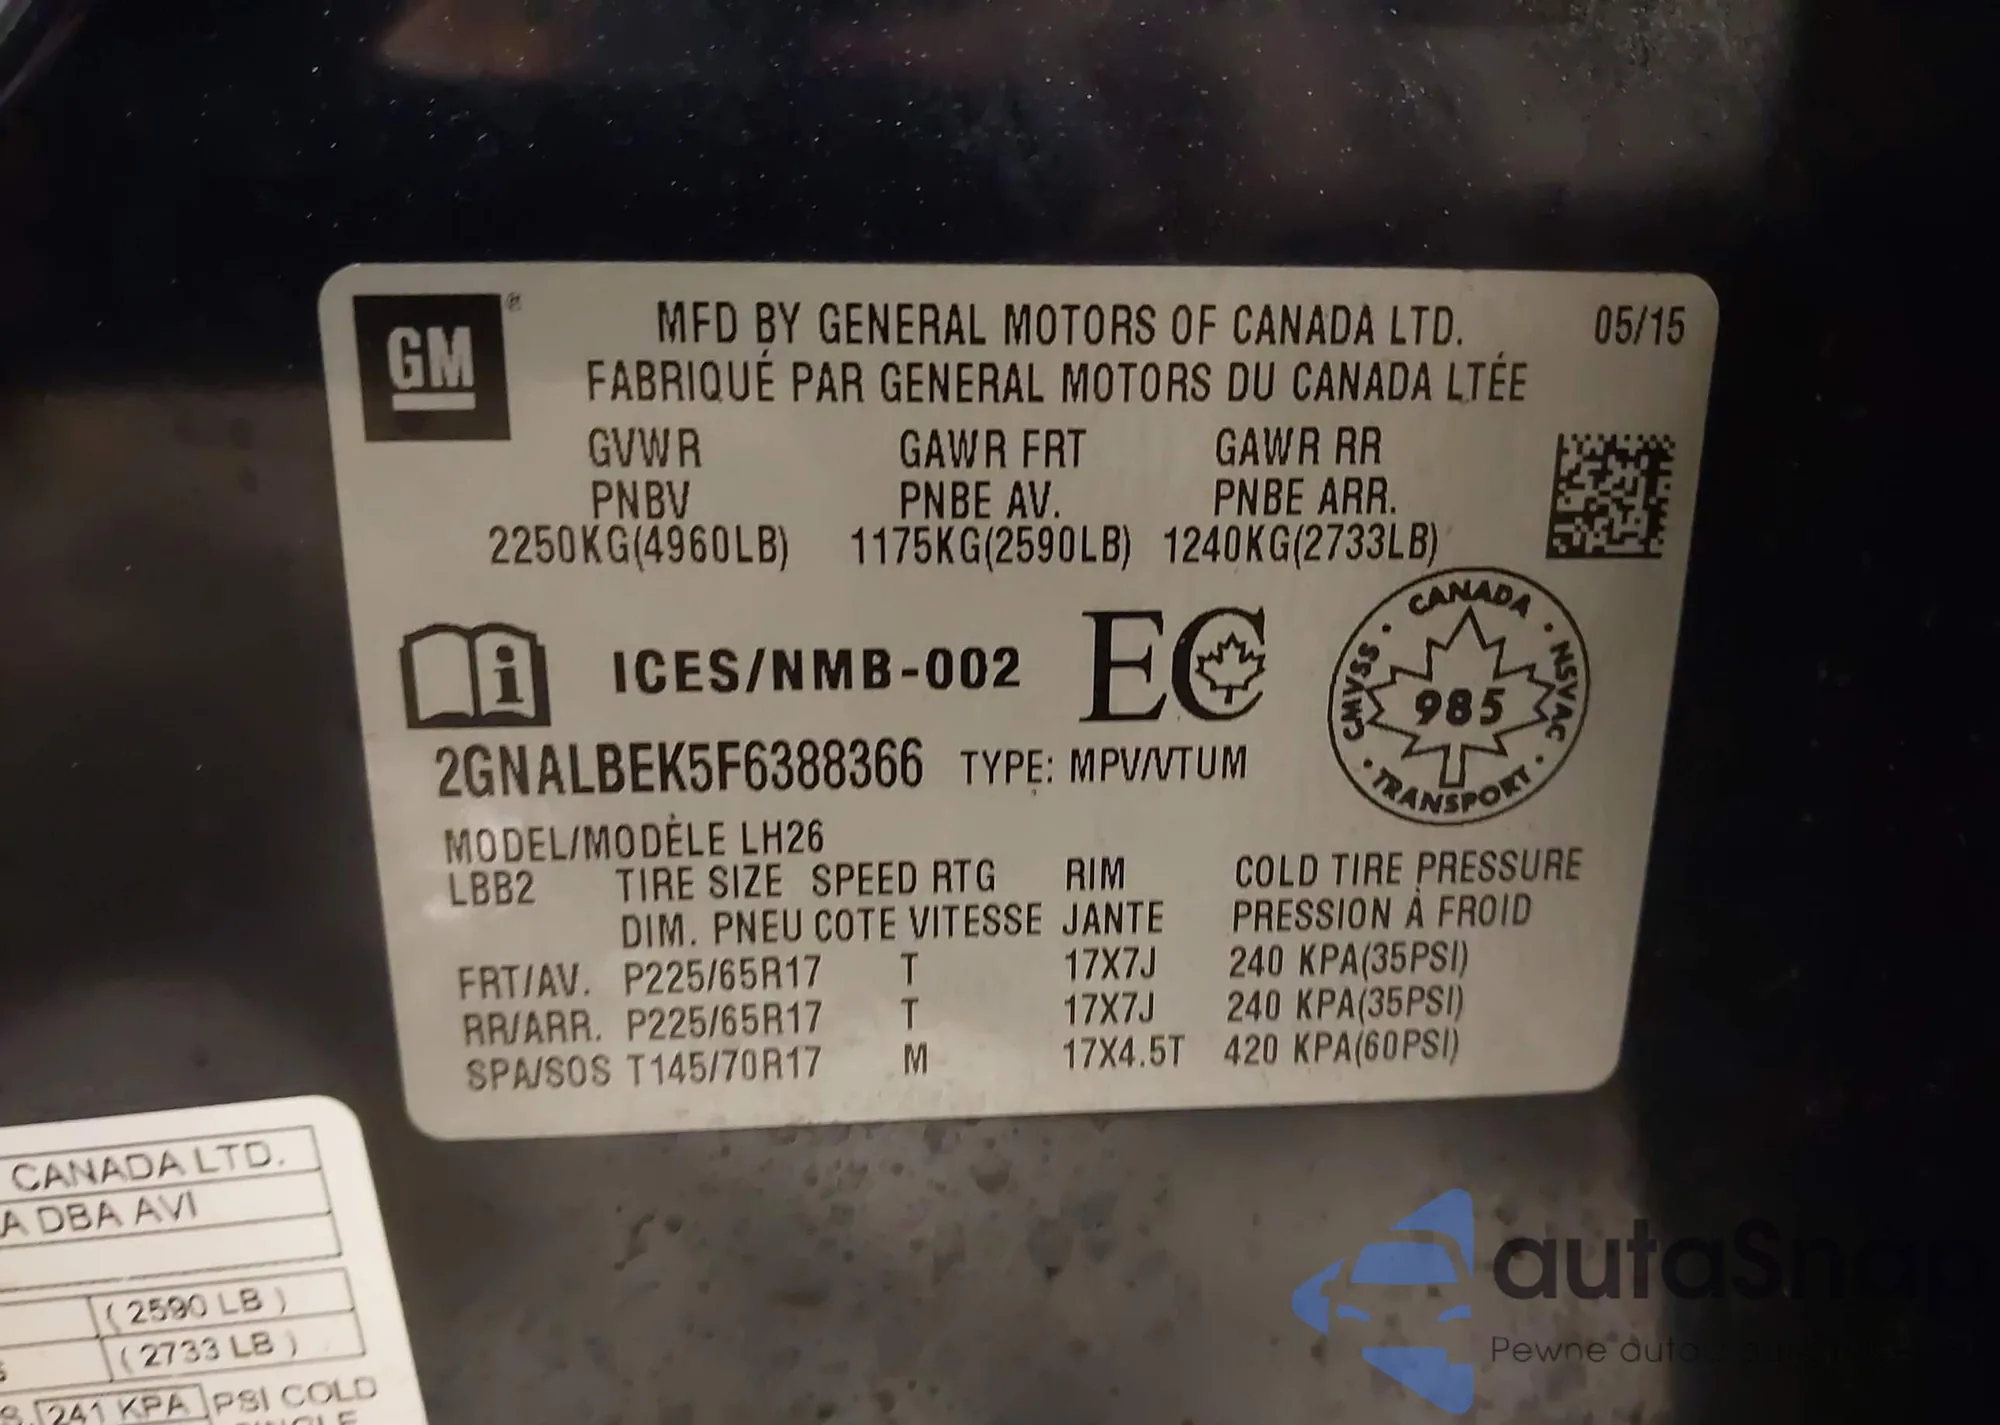 GM ®
MFD BY GENERAL MOTORS OF CANADA LTD. 05/15
FABRIQUÉ PAR GENERAL MOTORS DU CANADA LTÉE
GVWR GAWR FRT GAWR RR
PNBV PNBE AV. PNBE ARR.
2250KG(4960LB) 1175KG(2590LB) 1240KG(2733LB)
i ICES/NMB-002 EC
CANADA · NSVAC · TRANSPORT · CMVSS ·
985
2GNALBEK5F6388366 TYPE: MPV/VTUM
MODEL/MODÈLE LH26
LBB2 TIRE SIZE SPEED RTG RIM COLD TIRE PRESSURE
DIM. PNEU COTE VITESSE JANTE PRESSION À FROID
FRT/AV. P225/65R17 T 17X7J 240 KPA(35PSI)
RR/ARR. P225/65R17 T 17X7J 240 KPA(35PSI)
SPA/SOS T145/70R17 M 17X4.5T 420 KPA(60PSI)
CANADA LTD.
A DBA AVI
(2590 LB)
(2733 LB)
241 KPA PSI COLD
autaSnap
Pewne auta